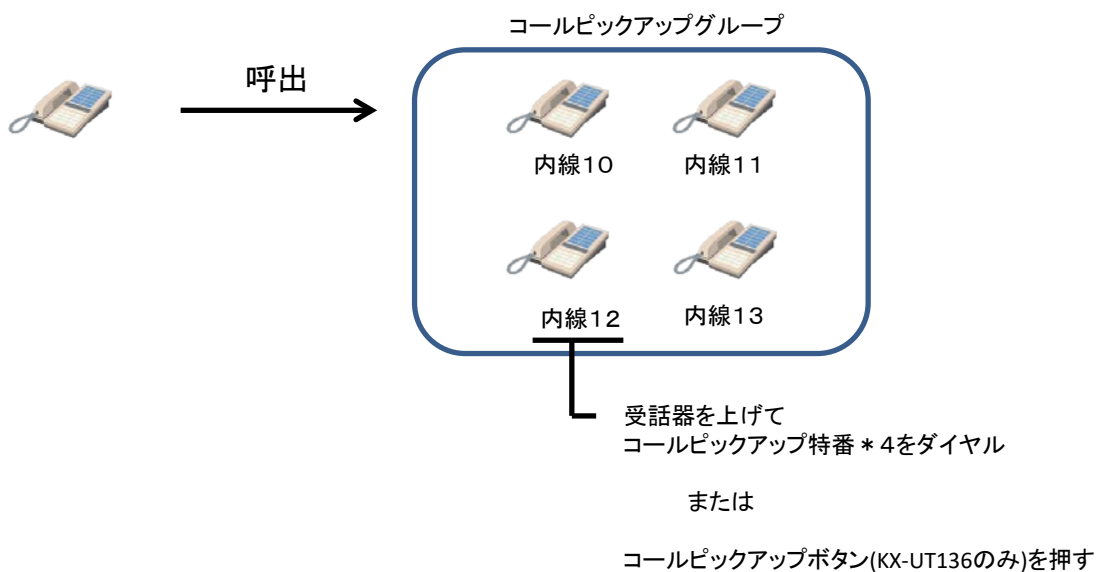 コールピックアップグループ
呼出
内線10
内線11
内線12
内線13
受話器を上げて
コールピックアップ特番*4をダイヤル
または
コールピックアップボタン(KX-UT136のみ)を押す